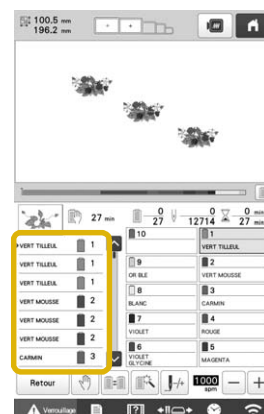 100.5 mm
196.2 mm
27 min
0
27
0
12714
0 min
27 min
VERT TILLEUL 1
VERT TILLEUL 1
VERT TILLEUL 1
VERT MOUSSE 2
VERT MOUSSE 2
VERT MOUSSE 2
CARMIN 3
10
1
VERT TILLEUL
9
OR BLE
2
VERT MOUSSE
8
BLANC
3
CARMIN
7
VIOLET
4
ROUGE
6
VIOLET GLYCINE
5
MAGENTA
Retour
1000
spm
Verrouillage
?